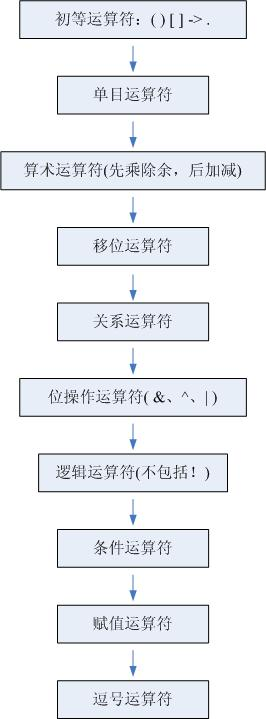 初等运算符：( ) [ ] -> .
单目运算符
算术运算符(先乘除余，后加减)
移位运算符
关系运算符
位操作运算符( &、^、| )
逻辑运算符(不包括！)
条件运算符
赋值运算符
逗号运算符